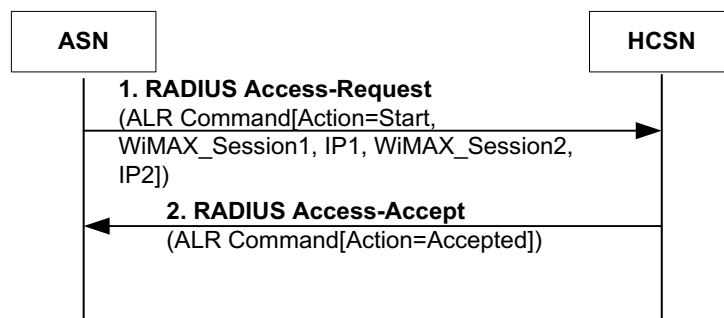 ASN
HCSN
1. RADIUS Access-Request
(ALR Command[Action=Start,
WiMAX_Session1, IP1, WiMAX_Session2,
IP2])
2. RADIUS Access-Accept
(ALR Command[Action=Accepted])